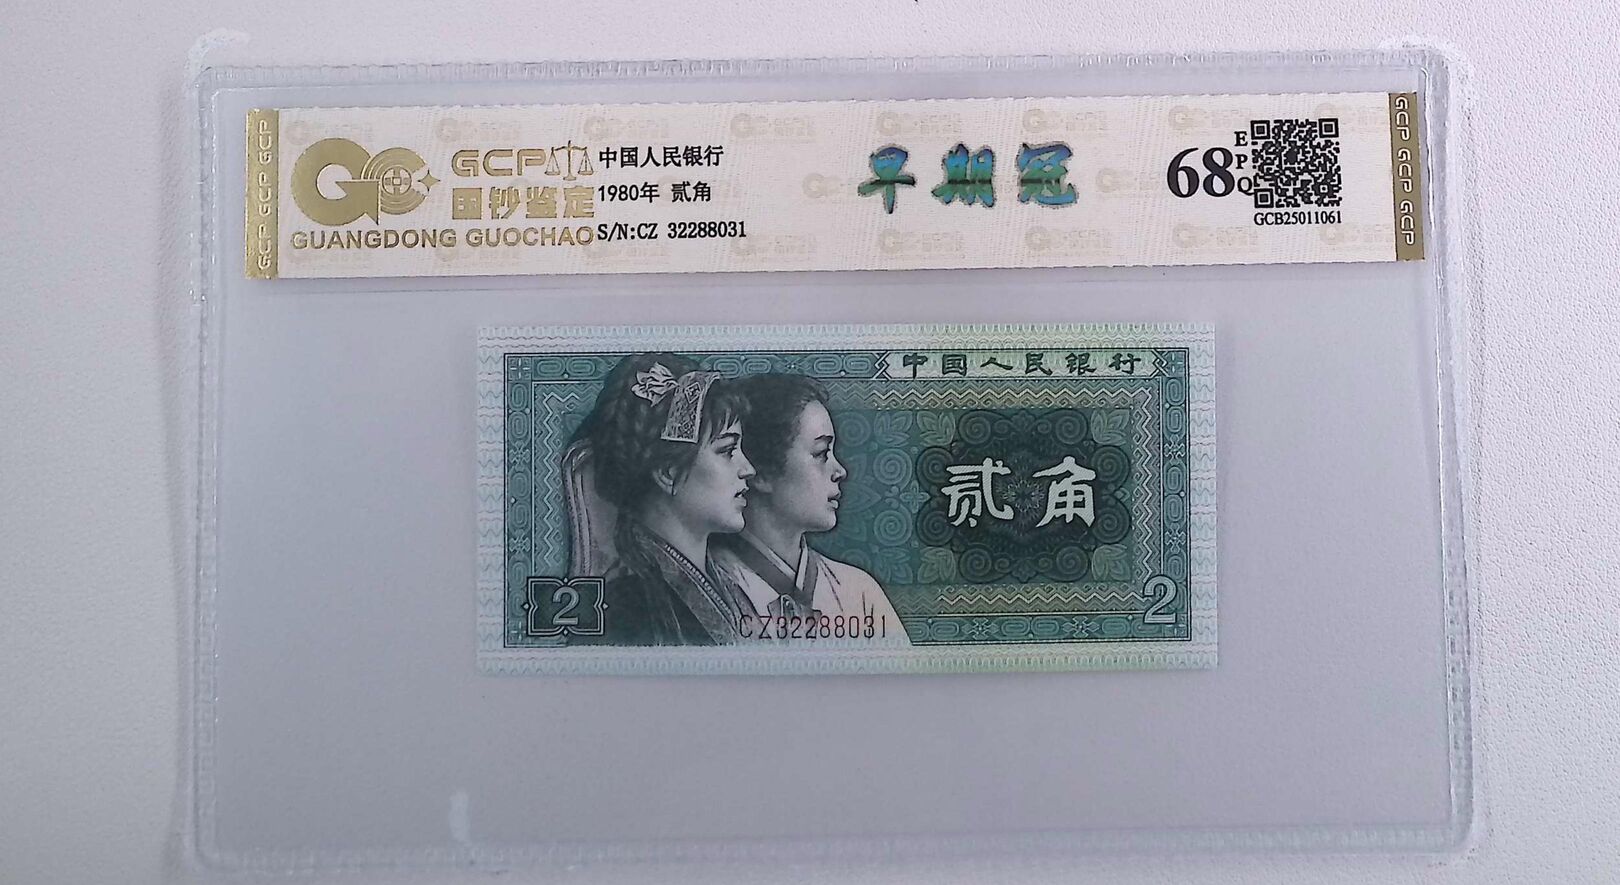 GCP GCP GCP
GCP
国钞鉴定
GUANGDONG GUOCHAO
中国人民银行
1980年 贰角
S/N:CZ 32288031
早期冠
68 EPQ
GCB25011061
GCP GCP GCP
中国人民银行
贰角
2
2
CZ32288031